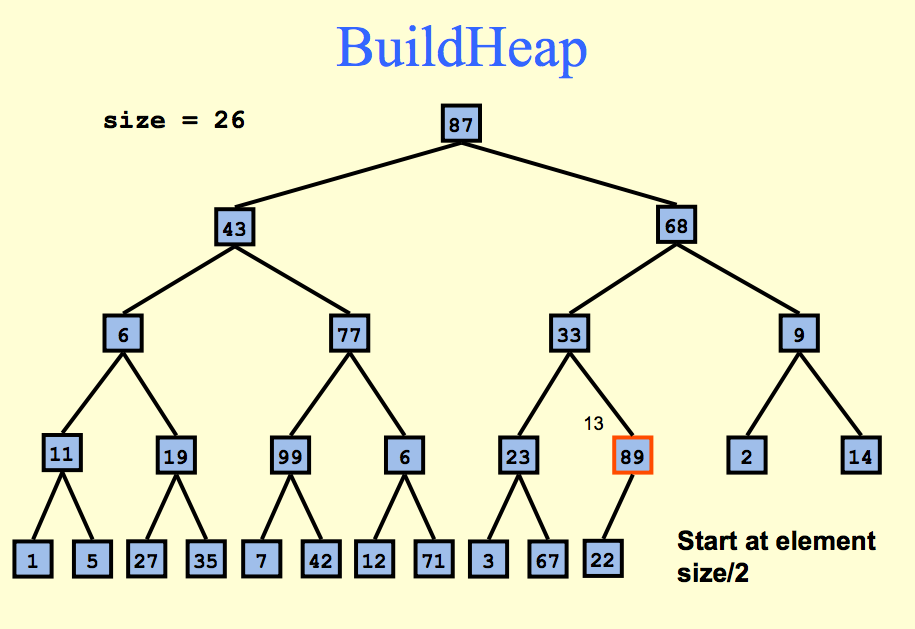 BuildHeap
size = 26
87
43 68
6 77 33 9
13
11 19 99 6 23 89 2 14
1 5 27 35 7 42 12 71 3 67 22
Start at element
size/2